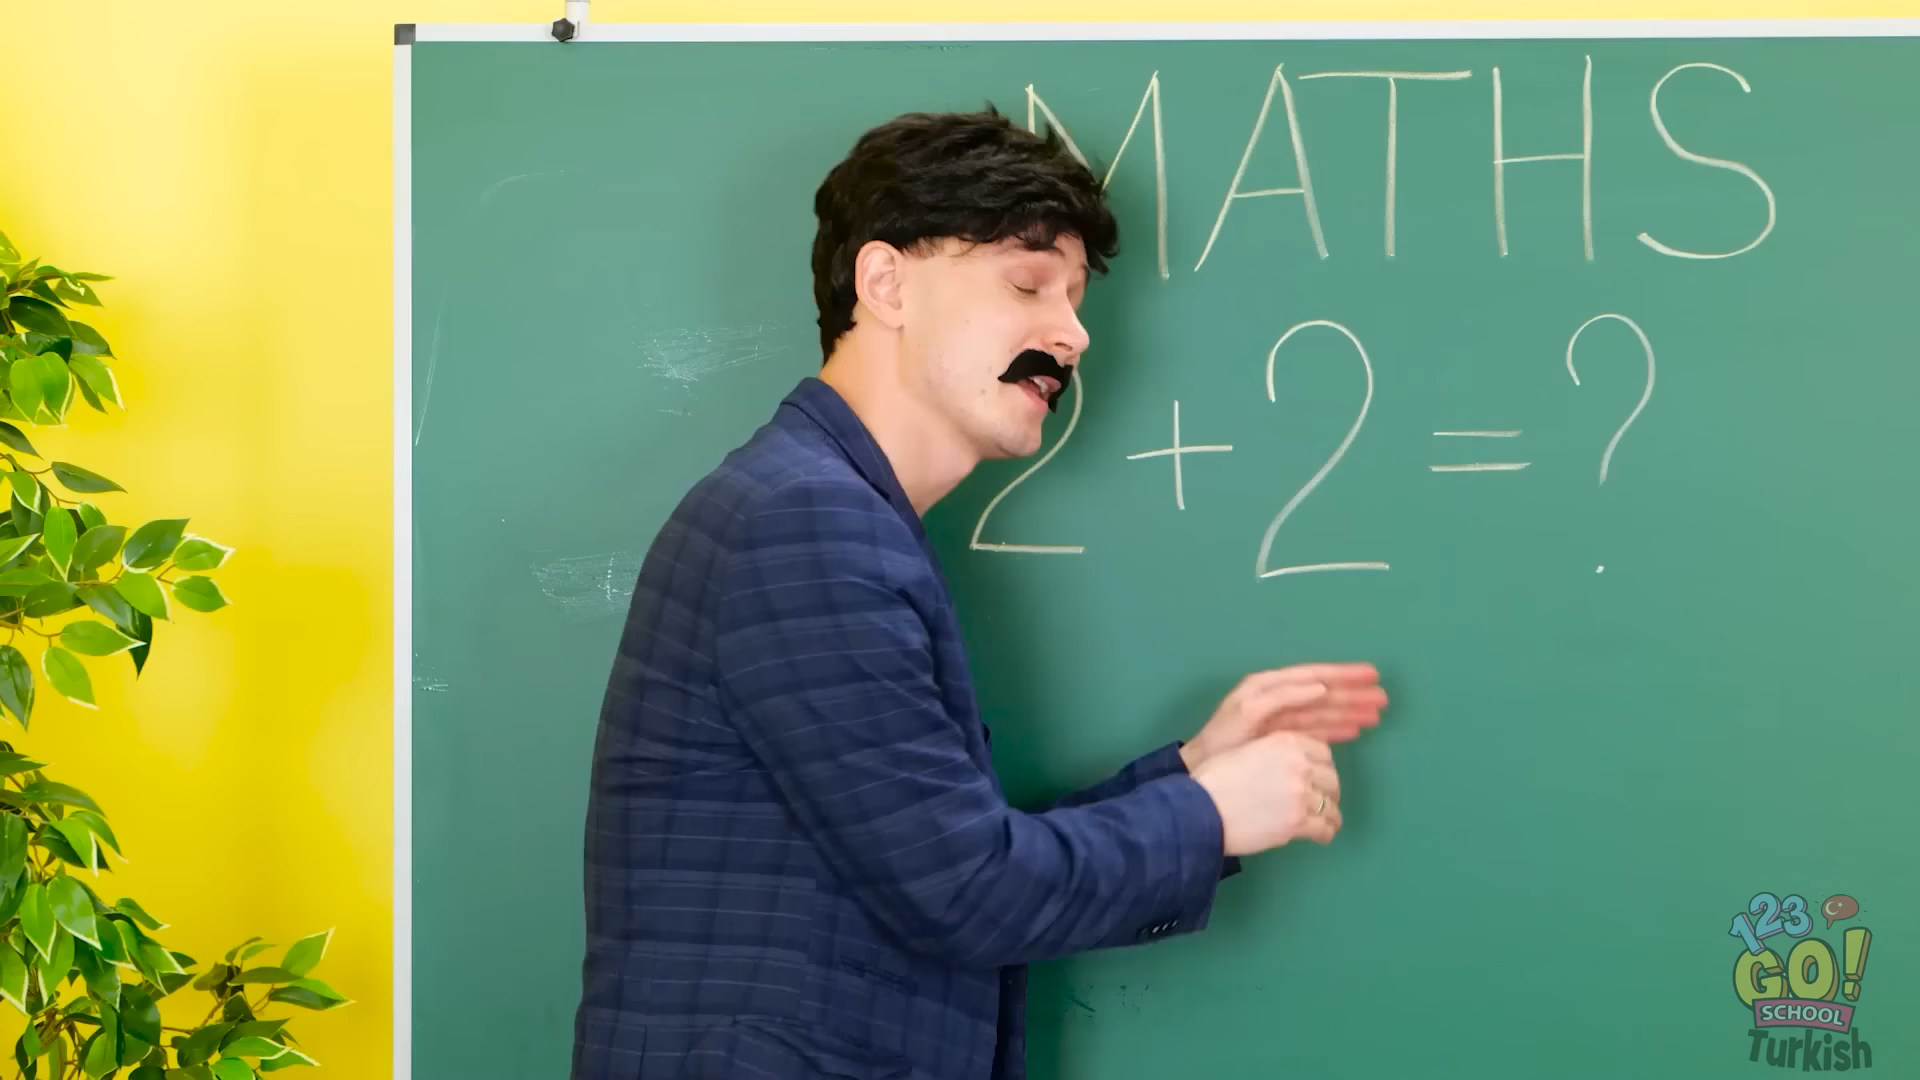 MATHS
2 + 2 = ?
123
GO!
SCHOOL
Turkish